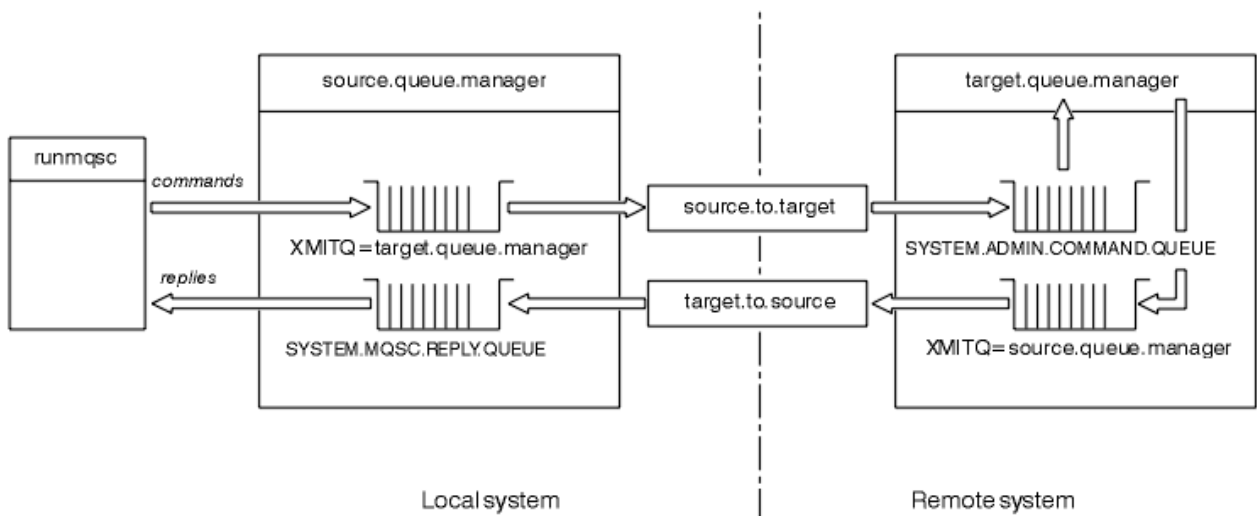 source.queue.manager
target.queue.manager
runmqsc
commands
source.to.target
XMITQ=target.queue.manager
SYSTEM.ADMIN.COMMAND.QUEUE
replies
target.to.source
SYSTEM.MQSC.REPLY.QUEUE
XMITQ=source.queue.manager
Local system
Remote system